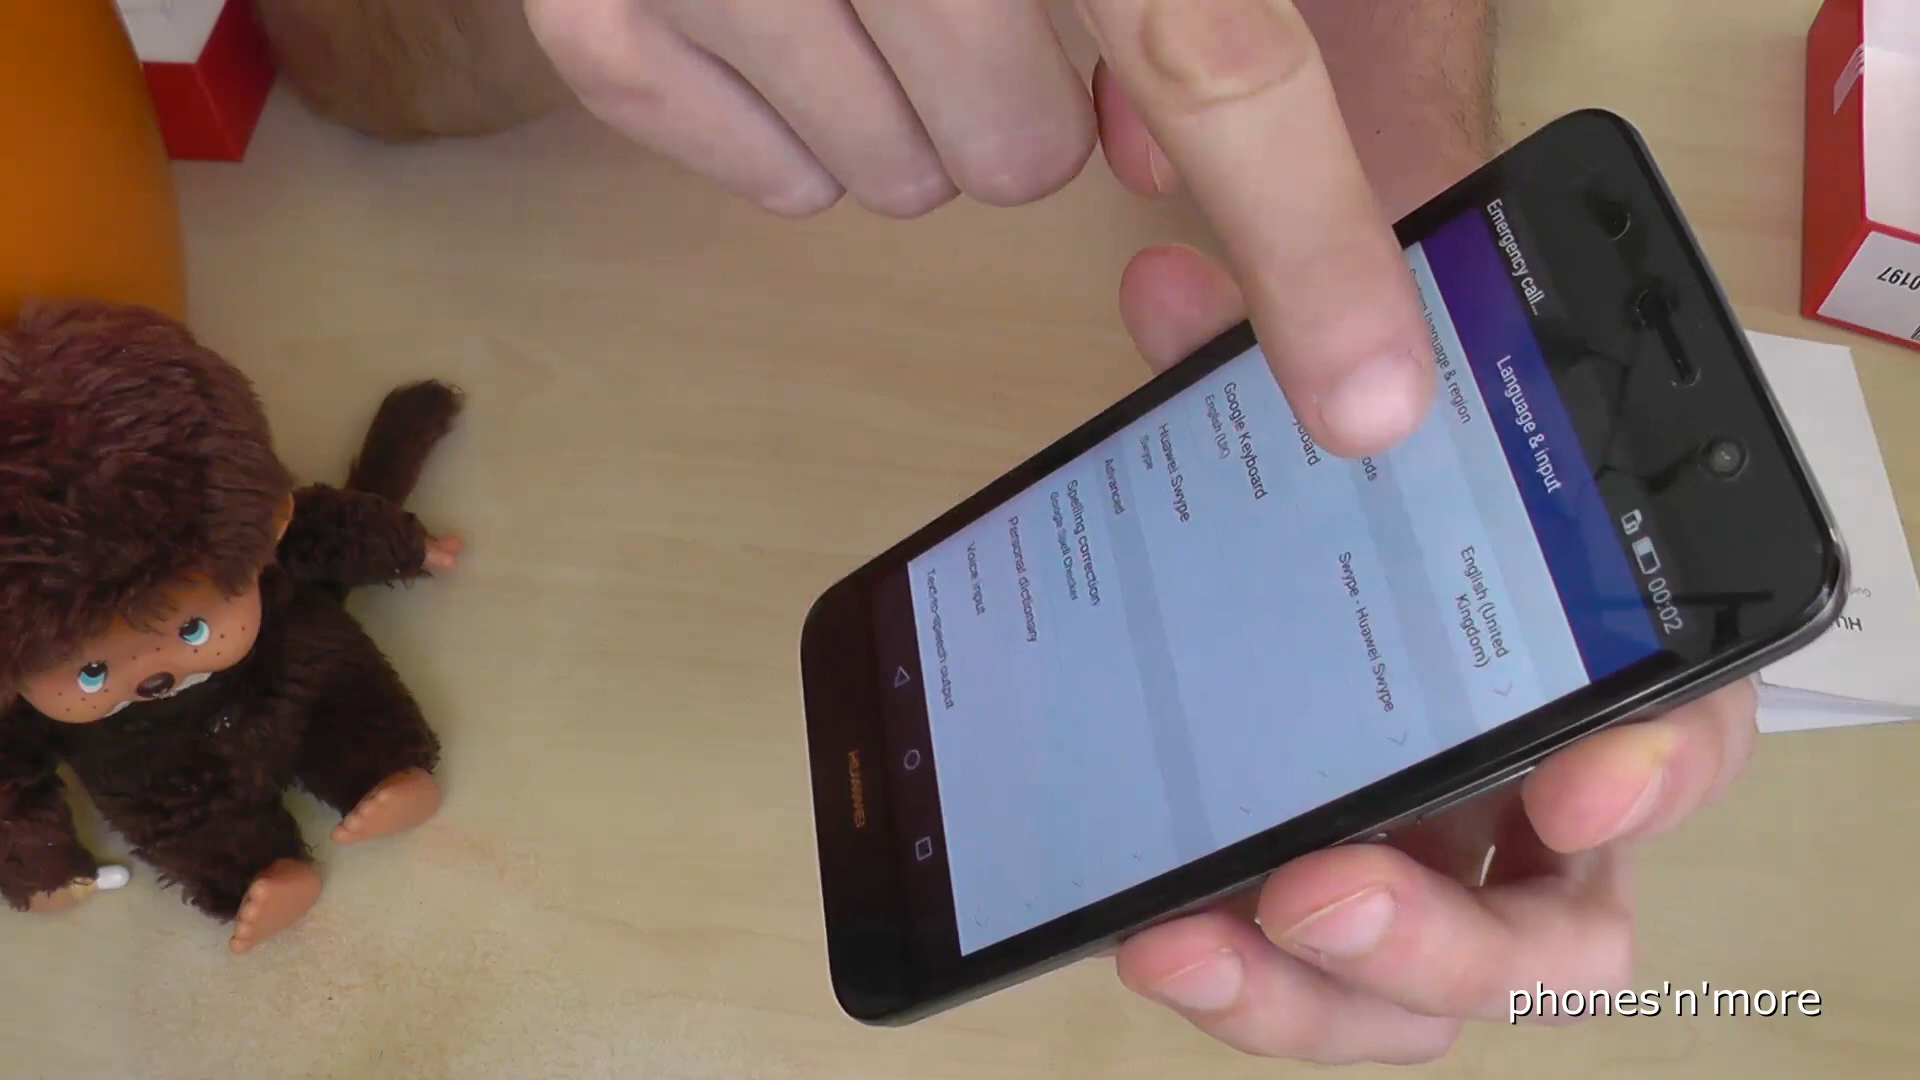 Emergency call...
00:02
Language & input
language & region
English (United
Kingdom)
Swype - Huawei Swype
Google Keyboard
English (UK)
Huawei Swype
Swype
Advanced
Spelling correction
Google Spell Checker
Personal dictionary
Voice input
Text-to-speech output
HUAWEI
0197
phones'n'more